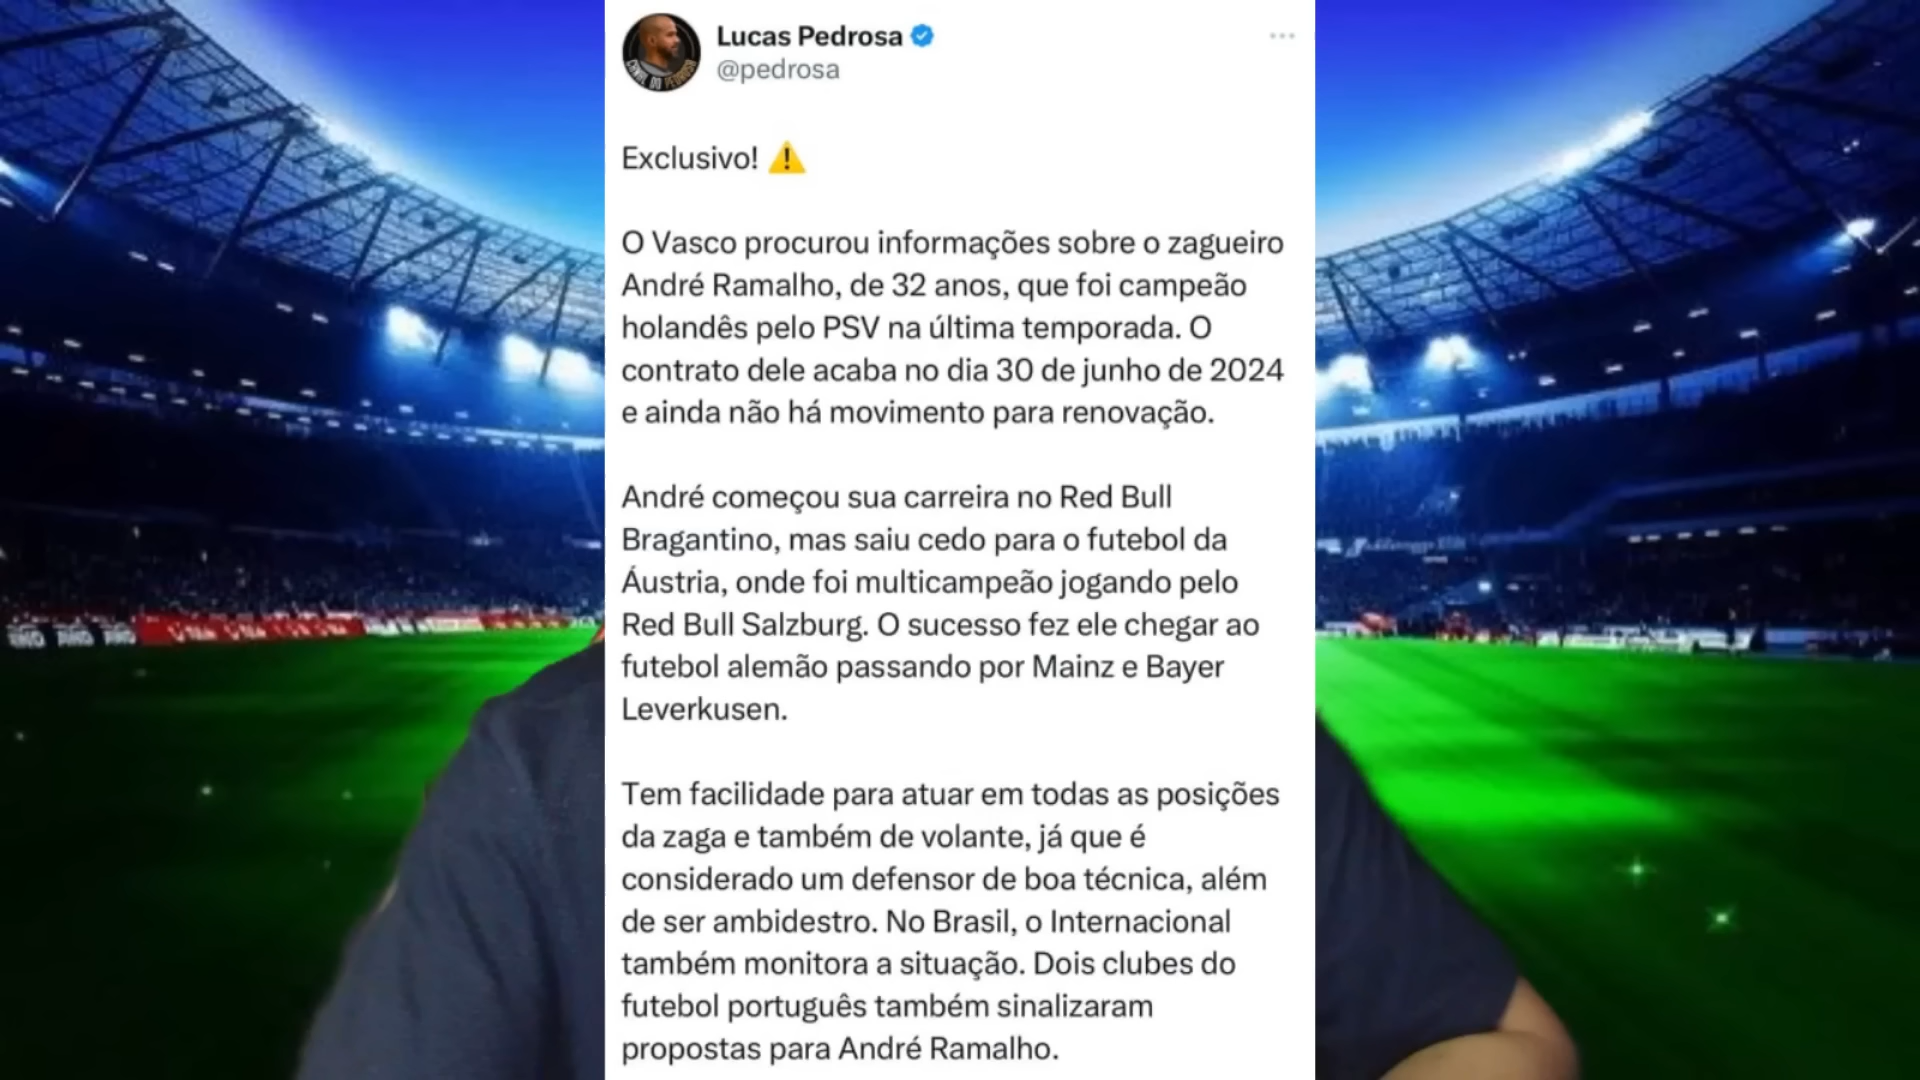 Lucas Pedrosa
@pedrosa
Exclusivo! ⚠️
O Vasco procurou informações sobre o zagueiro
André Ramalho, de 32 anos, que foi campeão
holandês pelo PSV na última temporada. O
contrato dele acaba no dia 30 de junho de 2024
e ainda não há movimento para renovação.
André começou sua carreira no Red Bull
Bragantino, mas saiu cedo para o futebol da
Áustria, onde foi multicampeão jogando pelo
Red Bull Salzburg. O sucesso fez ele chegar ao
futebol alemão passando por Mainz e Bayer
Leverkusen.
Tem facilidade para atuar em todas as posições
da zaga e também de volante, já que é
considerado um defensor de boa técnica, além
de ser ambidestro. No Brasil, o Internacional
também monitora a situação. Dois clubes do
futebol português também sinalizaram
propostas para André Ramalho.